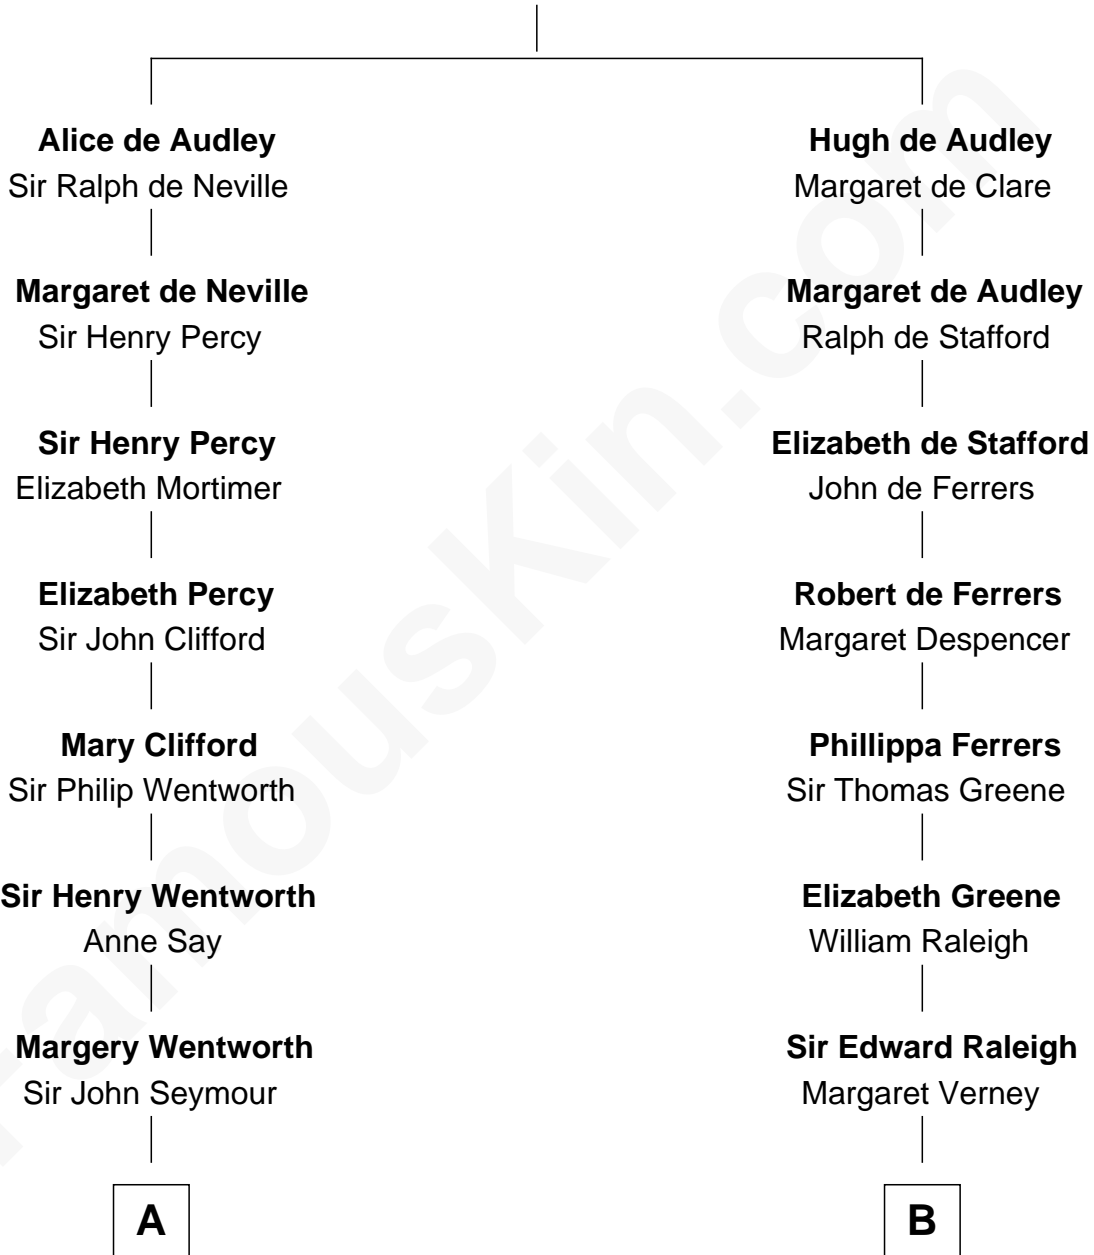 Alice de Audley
Sir Ralph de Neville
Margaret de Neville
Sir Henry Percy
Sir Henry Percy
Elizabeth Mortimer
Elizabeth Percy
Sir John Clifford
Mary Clifford
Sir Philip Wentworth
Sir Henry Wentworth
Anne Say
Margery Wentworth
Sir John Seymour
A
Hugh de Audley
Margaret de Clare
Margaret de Audley
Ralph de Stafford
Elizabeth de Stafford
John de Ferrers
Robert de Ferrers
Margaret Despencer
Phillippa Ferrers
Sir Thomas Greene
Elizabeth Greene
William Raleigh
Sir Edward Raleigh
Margaret Verney
B
FamousKin.com